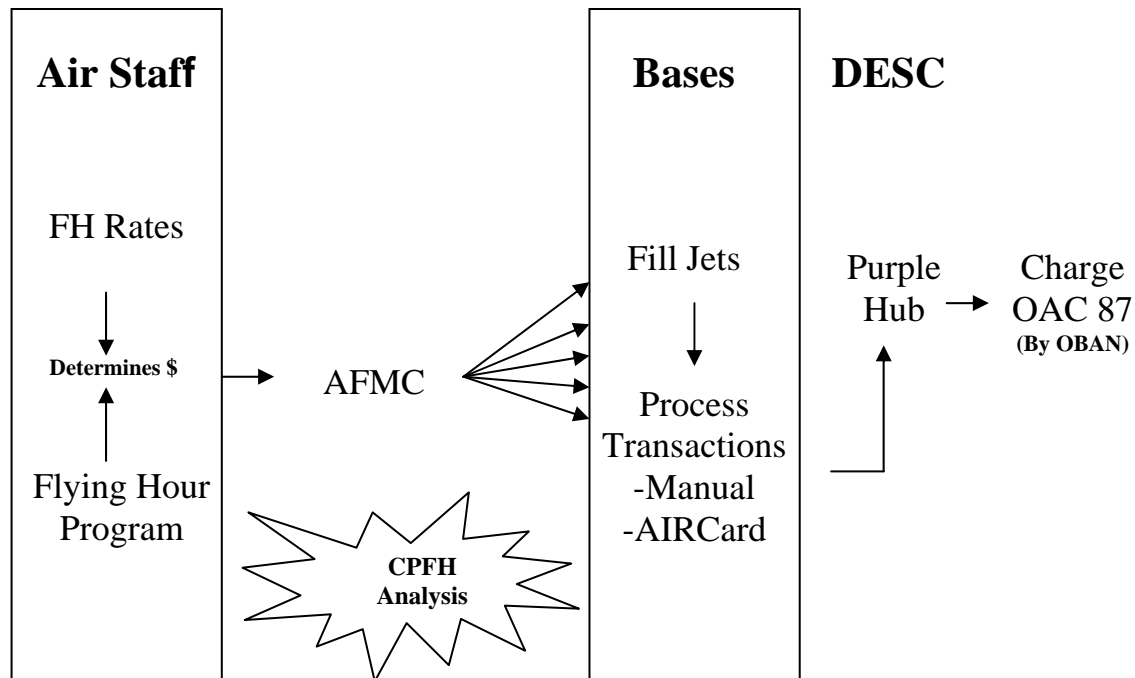 Air Staff
FH Rates
Determines $
Flying Hour
Program
AFMC
CPFH
Analysis
Bases
Fill Jets
Process
Transactions
-Manual
-AIRCard
DESC
Purple
Hub
Charge
OAC 87
(By OBAN)